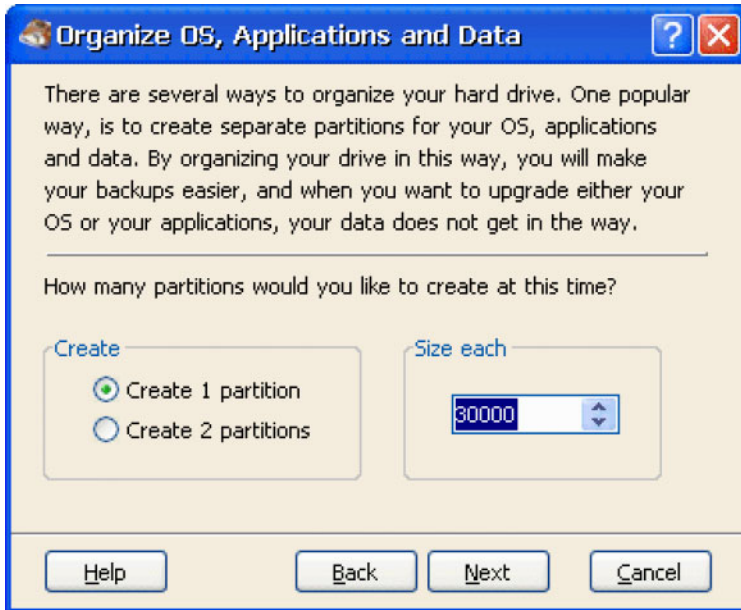 Organize OS, Applications and Data
There are several ways to organize your hard drive. One popular
way, is to create separate partitions for your OS, applications
and data. By organizing your drive in this way, you will make
your backups easier, and when you want to upgrade either your
OS or your applications, your data does not get in the way.
How many partitions would you like to create at this time?
Create
Create 1 partition
Create 2 partitions
Size each
30000
Help Back Next Cancel